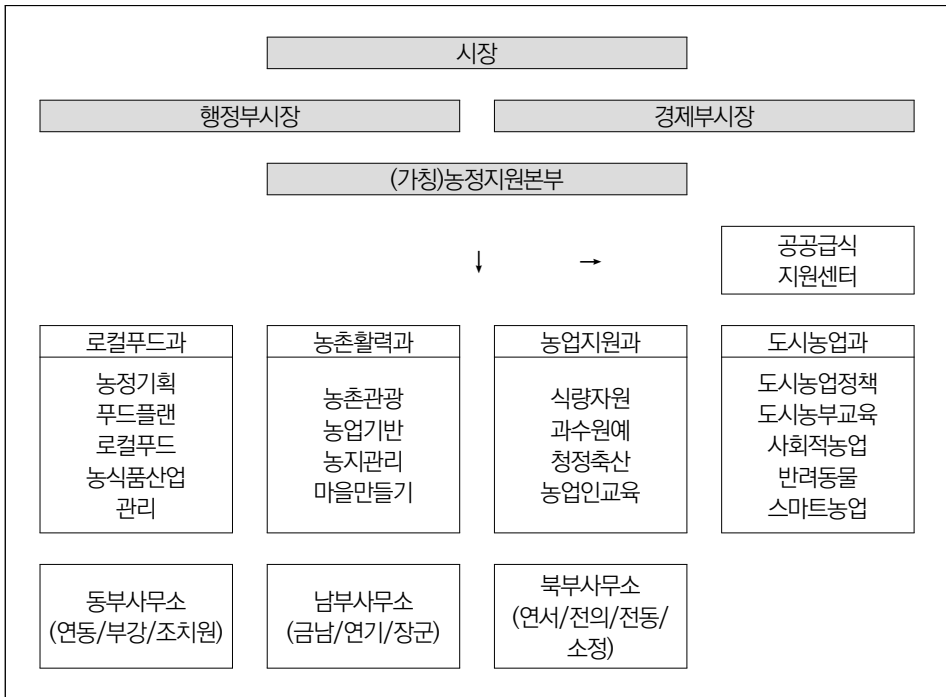 시장
행정부시장
경제부시장
(가칭)농정지원본부
공공급식
지원센터
로컬푸드과
농정기획
푸드플랜
로컬푸드
농식품산업
관리
농촌활력과
농촌관광
농업기반
농지관리
마을만들기
농업지원과
식량자원
과수원예
청정축산
농업인교육
도시농업과
도시농업정책
도시농부교육
사회적농업
반려동물
스마트농업
동부사무소
(연동/부강/조치원)
남부사무소
(금남/연기/장군)
북부사무소
(연서/전의/전동/
소정)